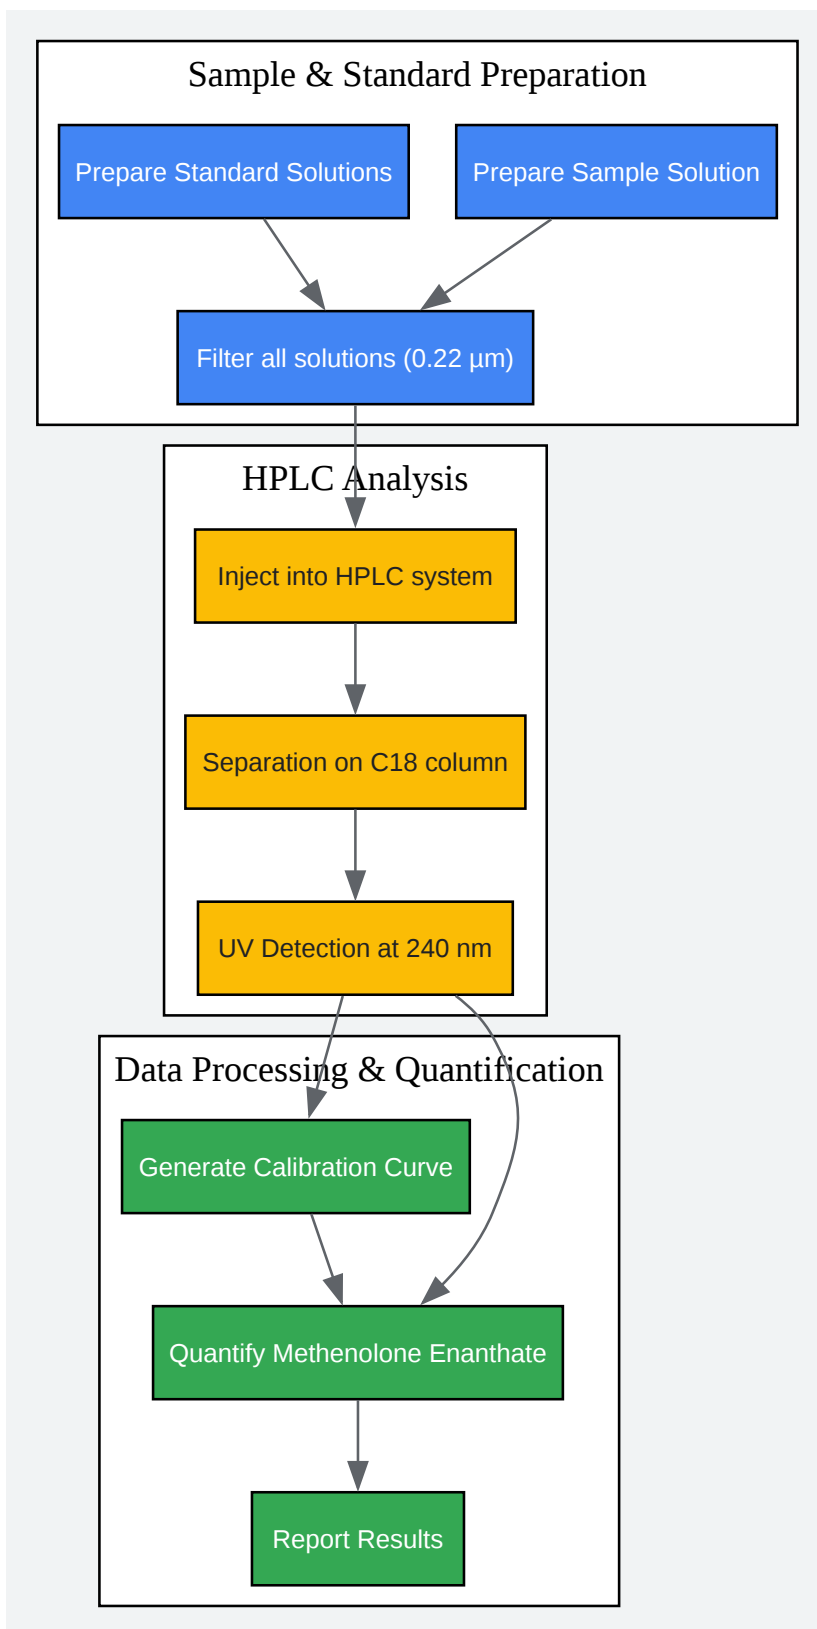 Sample & Standard Preparation
Prepare Standard Solutions
Prepare Sample Solution
Filter all solutions (0.22 µm)
HPLC Analysis
Inject into HPLC system
Separation on C18 column
UV Detection at 240 nm
Data Processing & Quantification
Generate Calibration Curve
Quantify Methenolone Enanthate
Report Results